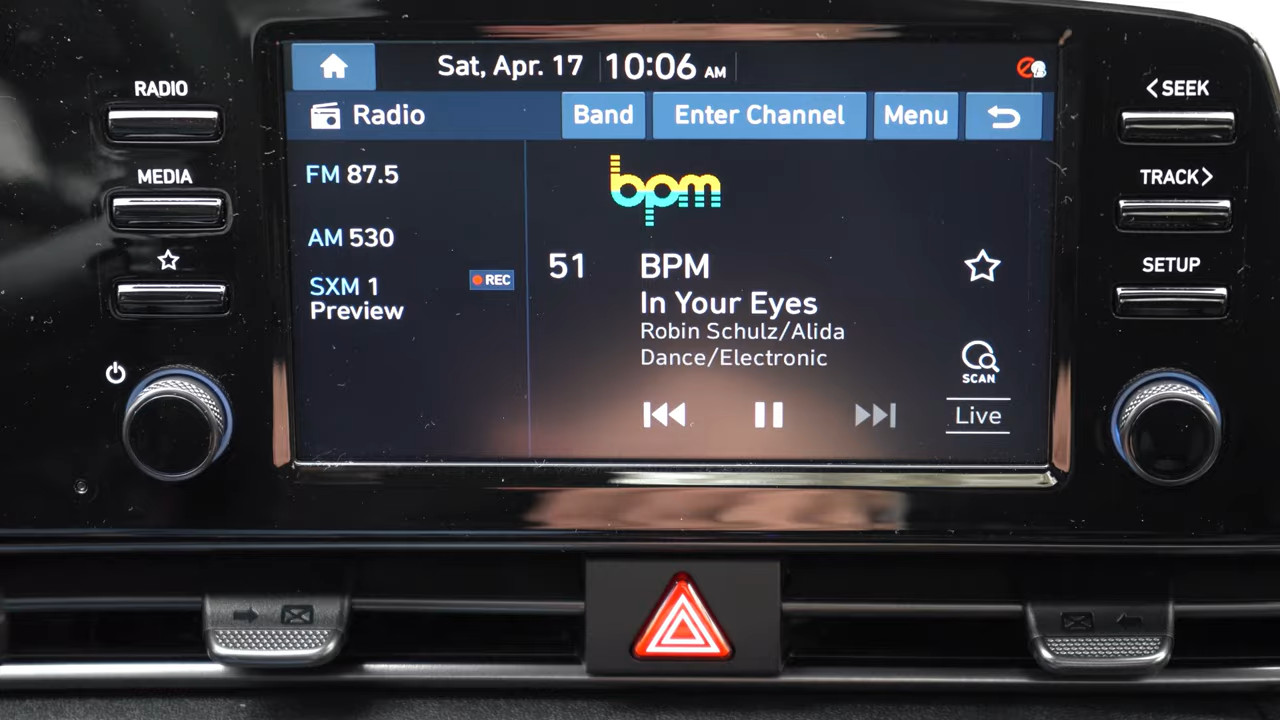 Sat, Apr. 17 10:06 AM
Radio Band Enter Channel Menu
FM 87.5
AM 530
SXM 1
Preview
REC
bpm
51 BPM
In Your Eyes
Robin Schulz/Alida
Dance/Electronic
SCAN
Live
RADIO
MEDIA
<SEEK
TRACK>
SETUP